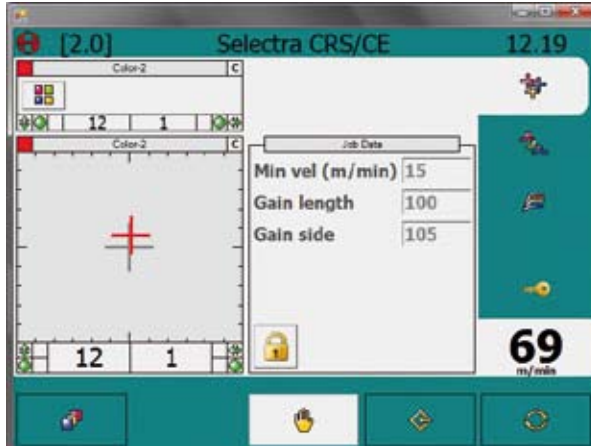 [2.0] Selectra CRS/CE 12.19
Color-2 C
12 1
Color-2 C
Job Data
Min vel (m/min) 15
Gain length 100
Gain side 105
12 1
69
m/min